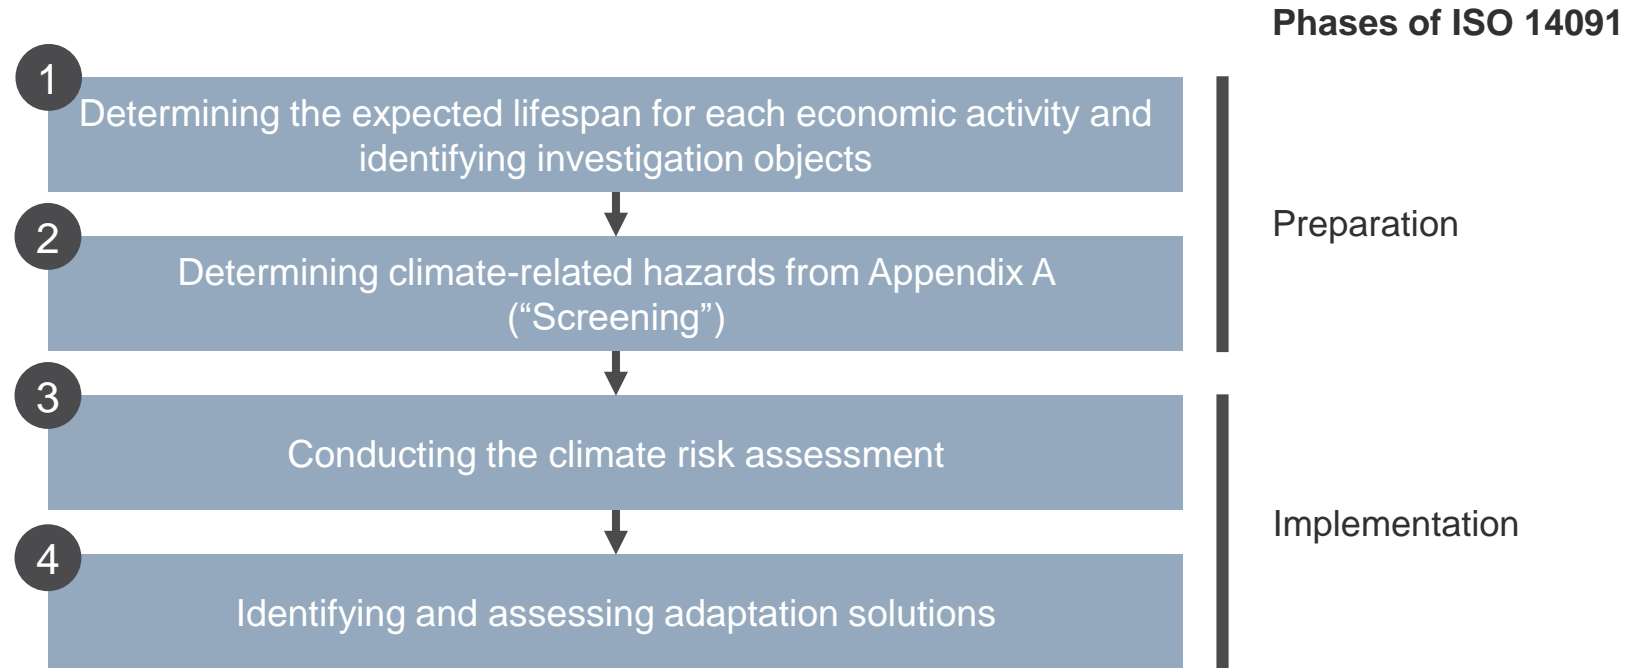 Phases of ISO 14091
1
Determining the expected lifespan for each economic activity and
identifying investigation objects
2
Determining climate-related hazards from Appendix A
(“Screening”)
Preparation
3
Conducting the climate risk assessment
4
Identifying and assessing adaptation solutions
Implementation